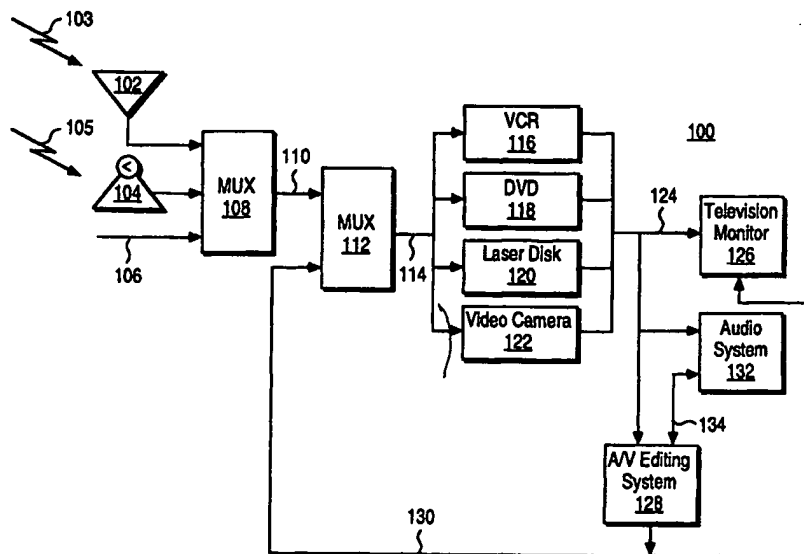 103
102
105
104
106
MUX
108
110
MUX
112
114
VCR
116
DVD
118
Laser Disk
120
Video Camera
122
100
124
Television
Monitor
126
Audio
System
132
134
A/V Editing
System
128
130